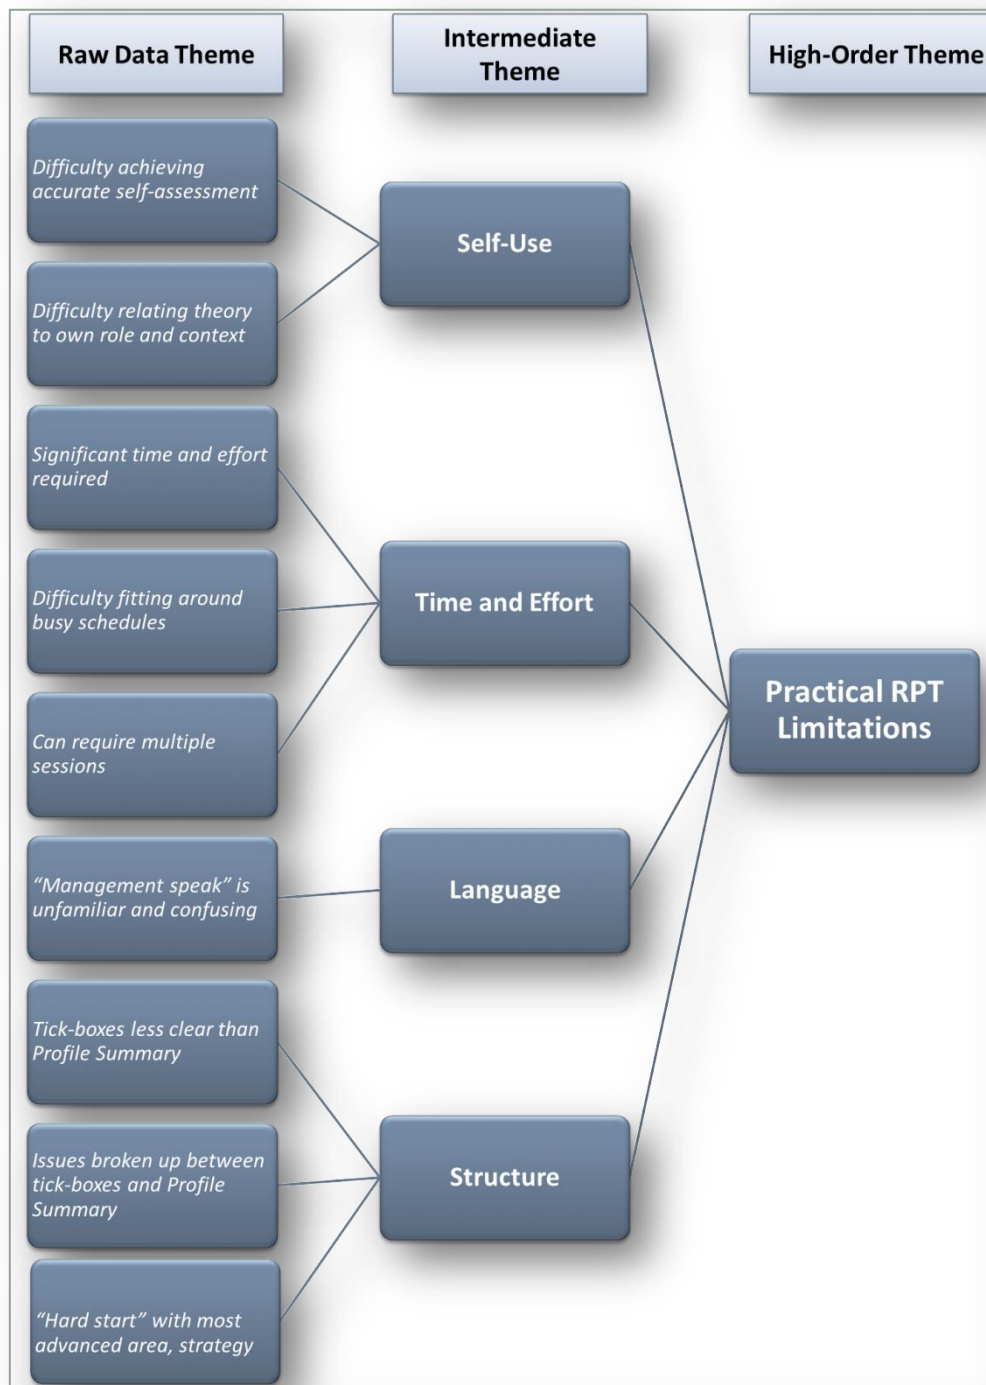 Raw Data Theme
Intermediate
Theme
High-Order Theme
Difficulty achieving
accurate self-assessment
Difficulty relating theory
to own role and context
Self-Use
Significant time and effort
required
Difficulty fitting around
busy schedules
Can require multiple
sessions
Time and Effort
“Management speak” is
unfamiliar and confusing
Language
Tick-boxes less clear than
Profile Summary
Issues broken up between
tick-boxes and Profile
Summary
“Hard start” with most
advanced area, strategy
Structure
Practical RPT
Limitations